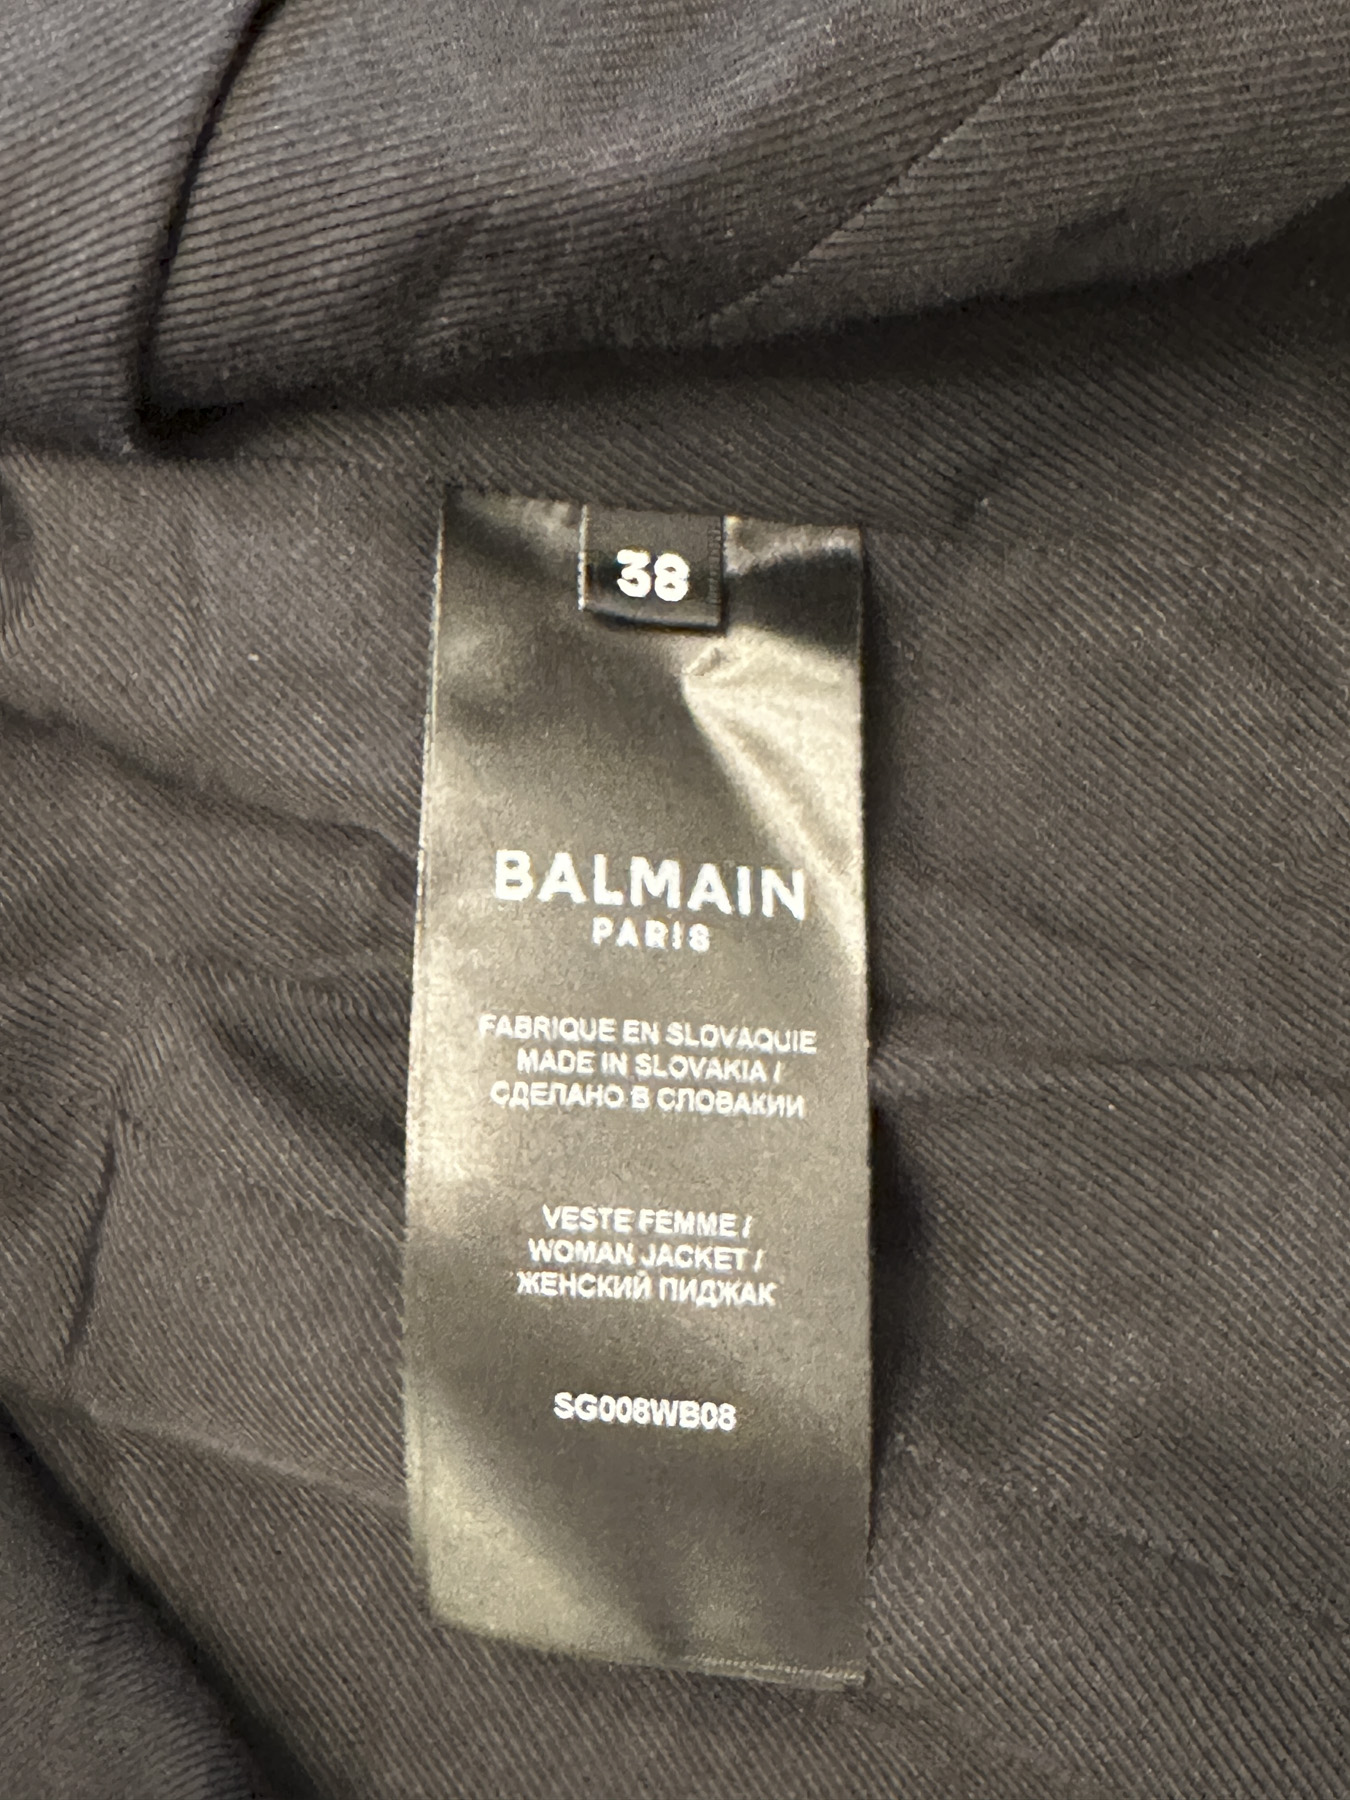 38
BALMAIN
PARIS
FABRIQUE EN SLOVAQUIE
MADE IN SLOVAKIA /
СДЕЛАНО В СЛОВАКИИ
VESTE FEMME /
WOMAN JACKET /
ЖЕНСКИЙ ПИДЖАК
SG008WB08